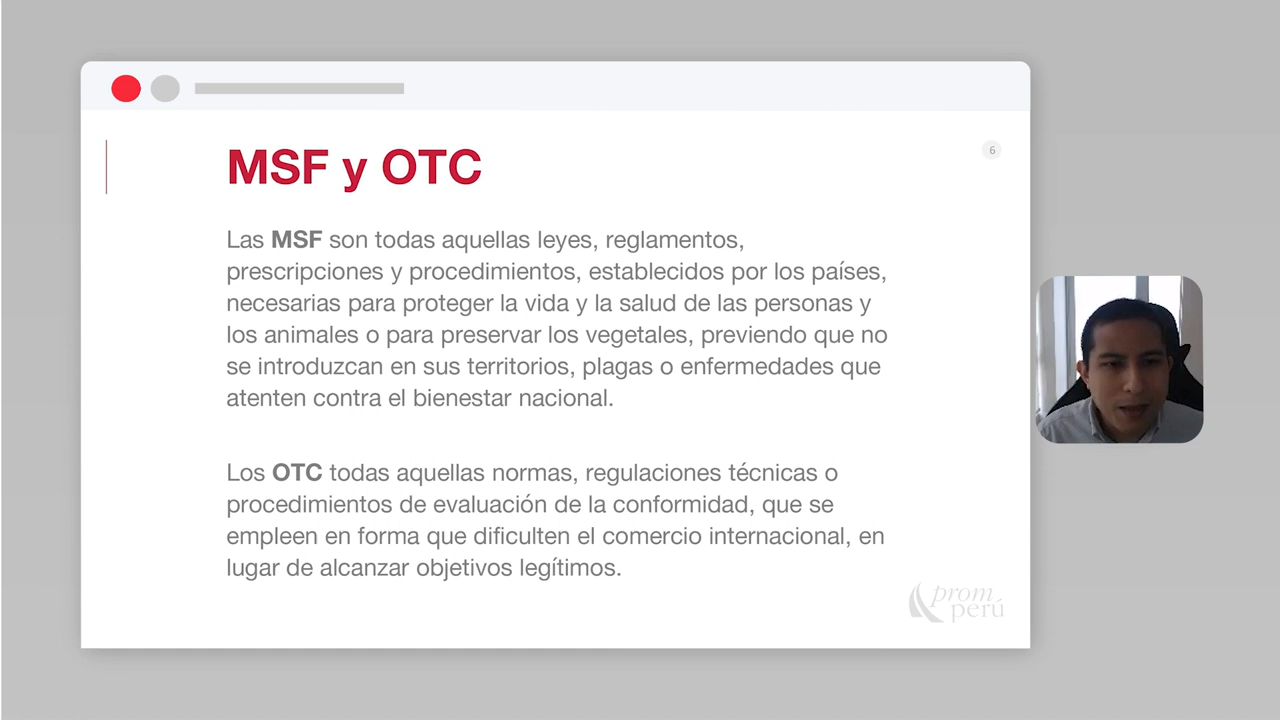 MSF y OTC
6
Las MSF son todas aquellas leyes, reglamentos,
prescripciones y procedimientos, establecidos por los países,
necesarias para proteger la vida y la salud de las personas y
los animales o para preservar los vegetales, previendo que no
se introduzcan en sus territorios, plagas o enfermedades que
atenten contra el bienestar nacional.
Los OTC todas aquellas normas, regulaciones técnicas o
procedimientos de evaluación de la conformidad, que se
empleen en forma que dificulten el comercio internacional, en
lugar de alcanzar objetivos legítimos.
prom
perú